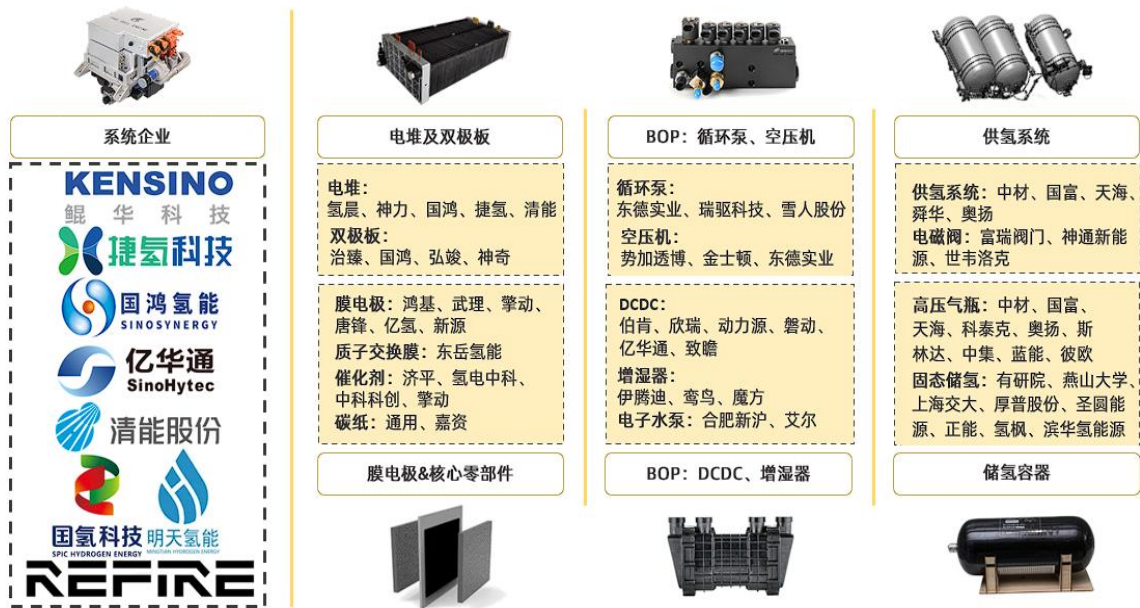 系统企业
KENSINO
鲲华科技
捷氢科技
国鸿氢能
SINOSYNERGY
亿华通
SinoHytec
清能股份
国氢科技
SPIC HYDROGEN ENERGY
明天氢能
MINGTIAN HYDROGEN ENERGY
REFIRE
电堆及双极板
电堆：
氢晨、神力、国鸿、捷氢、清能
双极板：
治臻、国鸿、弘竣、神奇
膜电极：鸿基、武理、擎动、
唐锋、亿氢、新源
质子交换膜：东岳氢能
催化剂：济平、氢电中科、
中科科创、擎动
碳纸：通用、嘉资
膜电极&核心零部件
BOP：循环泵、空压机
循环泵：
东德实业、瑞驱科技、雪人股份
空压机：
势加透博、金士顿、东德实业
DCDC：
伯肯、欣瑞、动力源、磐动、
亿华通、致瞻
增湿器：
伊腾迪、鸾鸟、魔方
电子水泵：合肥新沪、艾尔
BOP：DCDC、增湿器
供氢系统
供氢系统：中材、国富、天海、
舜华、奥扬
电磁阀：富瑞阀门、神通新能
源、世韦洛克
高压气瓶：中材、国富、
天海、科泰克、奥扬、斯
林达、中集、蓝能、彼欧
固态储氢：有研院、燕山大学、
上海交大、厚普股份、圣圆能
源、正能、氢枫、滨华氢能源
储氢容器